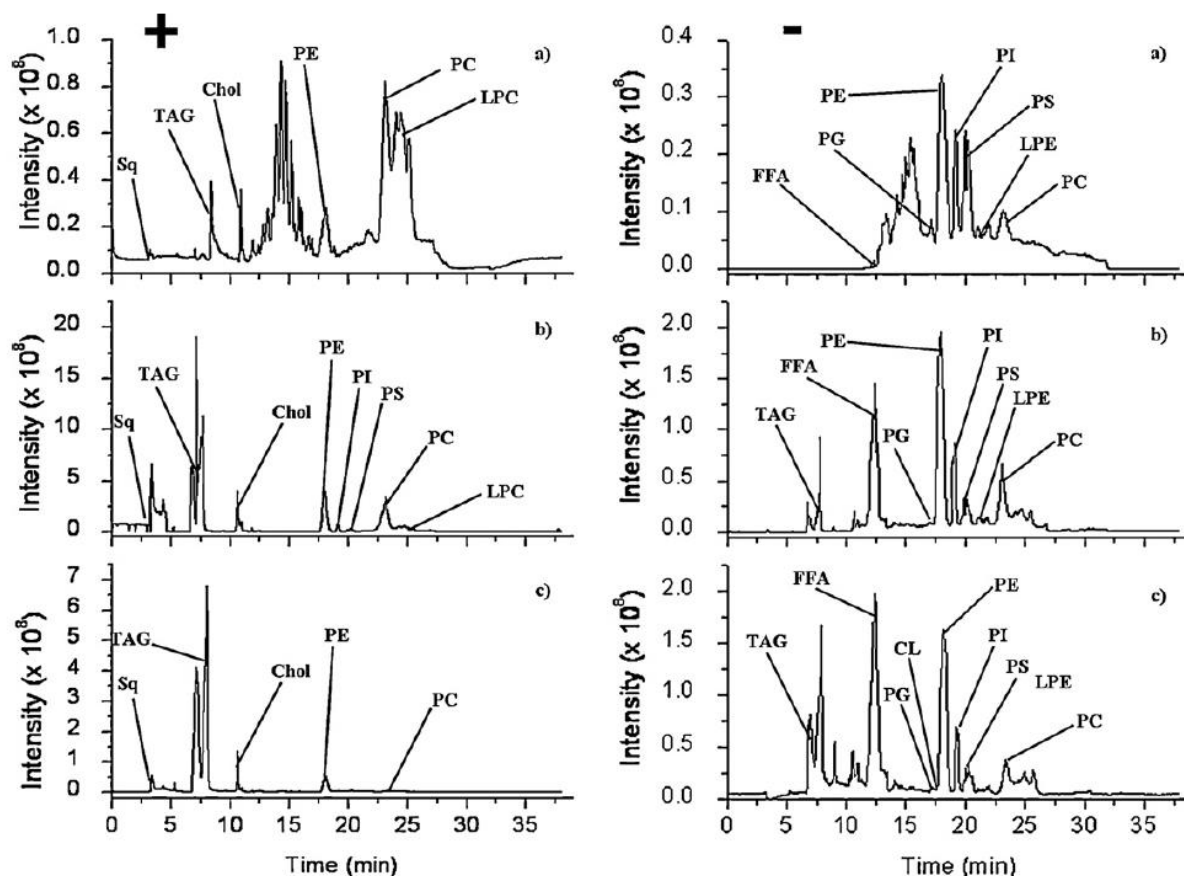 +
a)
Intensity (x 10⁸)
1.0
0.8
0.6
0.4
0.2
0.0
Sq
TAG
Chol
PE
PC
LPC
b)
Intensity (x 10⁸)
20
15
10
5
0
Sq
TAG
Chol
PE
PI
PS
PC
LPC
c)
Intensity (x 10⁸)
7
6
5
4
3
2
1
0
Sq
TAG
Chol
PE
PC
0 5 10 15 20 25 30 35
Time (min)
-
a)
Intensity (x 10⁸)
0.4
0.3
0.2
0.1
0.0
FFA
PG
PE
PI
PS
LPE
PC
b)
Intensity (x 10⁸)
2.0
1.5
1.0
0.5
0.0
TAG
FFA
PG
PE
PI
PS
LPE
PC
c)
Intensity (x 10⁸)
2.0
1.5
1.0
0.5
0.0
TAG
FFA
CL
PG
PE
PI
PS
LPE
PC
0 5 10 15 20 25 30 35
Time (min)